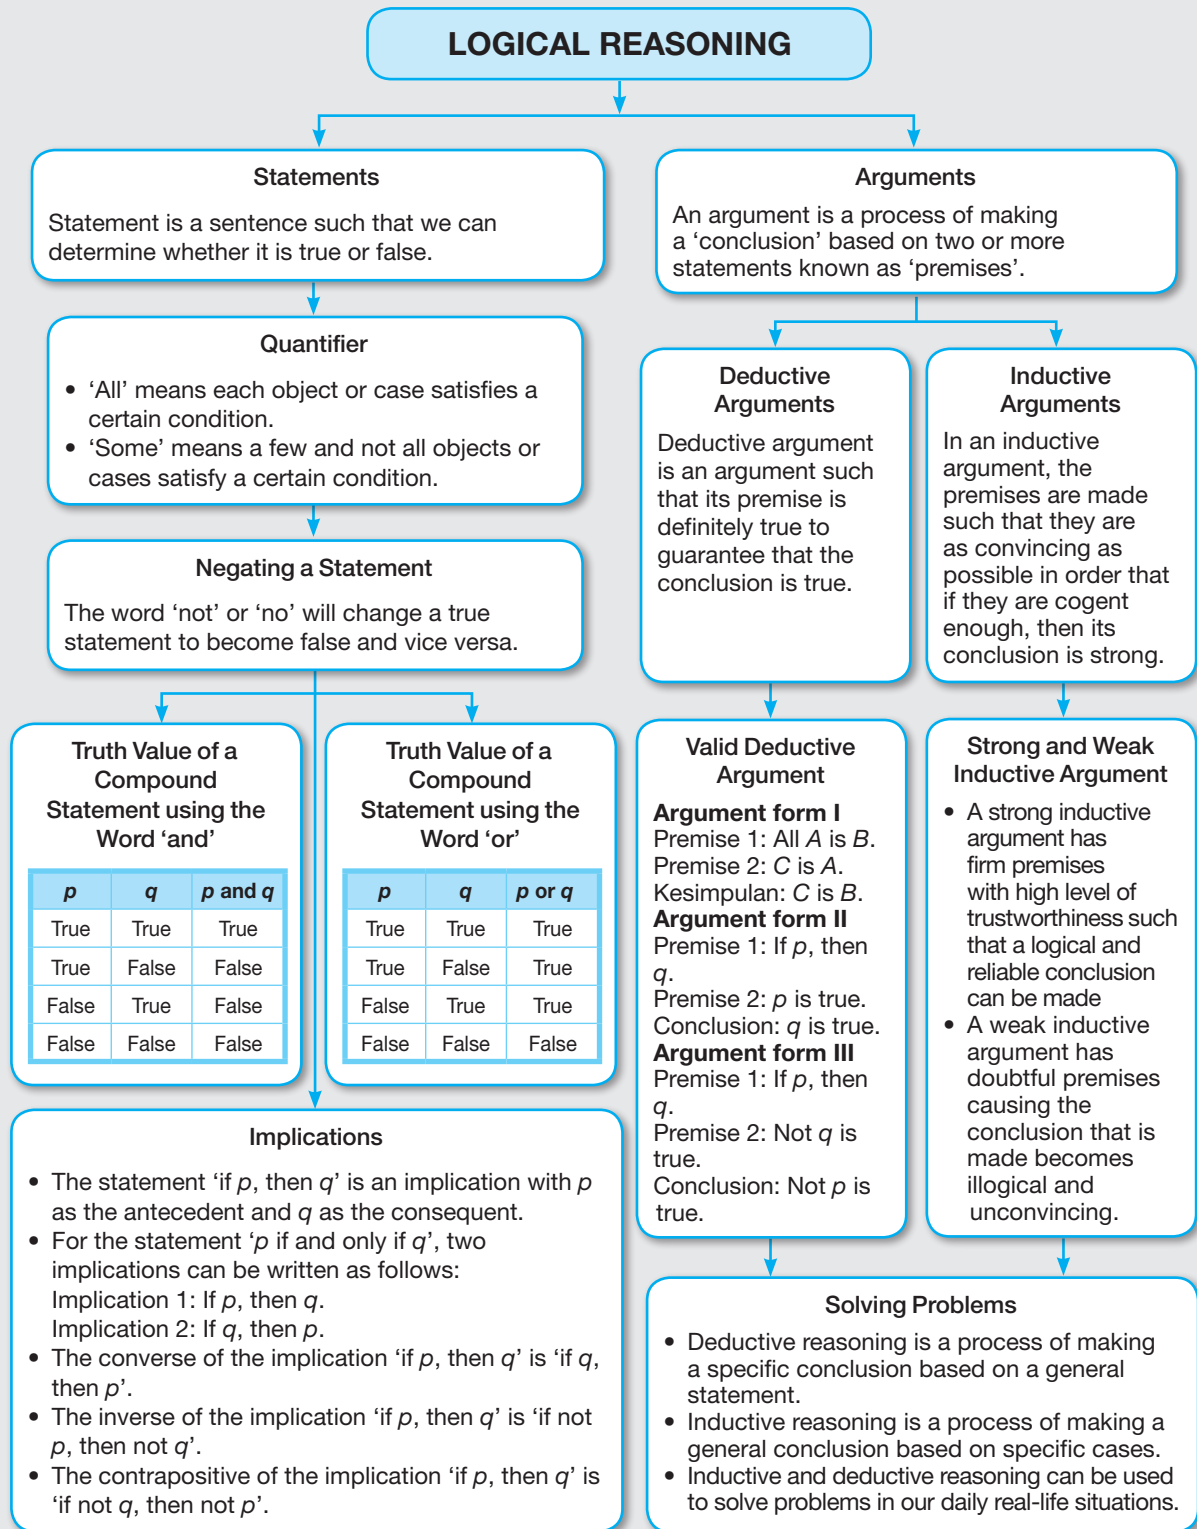 LOGICAL REASONING
Statements
Statement is a sentence such that we can
determine whether it is true or false.
Quantifier
• ‘All’ means each object or case satisfies a
certain condition.
• ‘Some’ means a few and not all objects or
cases satisfy a certain condition.
Negating a Statement
The word ‘not’ or ‘no’ will change a true
statement to become false and vice versa.
Truth Value of a
Compound
Statement using the
Word ‘and’
p q p and q
True True True
True False False
False True False
False False False
Truth Value of a
Compound
Statement using the
Word ‘or’
p q p or q
True True True
True False True
False True True
False False False
Implications
• The statement ‘if p, then q’ is an implication with p
as the antecedent and q as the consequent.
• For the statement ‘p if and only if q’, two
implications can be written as follows:
Implication 1: If p, then q.
Implication 2: If q, then p.
• The converse of the implication ‘if p, then q’ is ‘if q,
then p’.
• The inverse of the implication ‘if p, then q’ is ‘if not
p, then not q’.
• The contrapositive of the implication ‘if p, then q’ is
‘if not q, then not p’.
Arguments
An argument is a process of making
a ‘conclusion’ based on two or more
statements known as ‘premises’.
Deductive
Arguments
Deductive argument
is an argument such
that its premise is
definitely true to
guarantee that the
conclusion is true.
Inductive
Arguments
In an inductive
argument, the
premises are made
such that they are
as convincing as
possible in order that
if they are cogent
enough, then its
conclusion is strong.
Valid Deductive
Argument
Argument form I
Premise 1: All A is B.
Premise 2: C is A.
Kesimpulan: C is B.
Argument form II
Premise 1: If p, then
q.
Premise 2: p is true.
Conclusion: q is true.
Argument form III
Premise 1: If p, then
q.
Premise 2: Not q is
true.
Conclusion: Not p is
true.
Strong and Weak
Inductive Argument
• A strong inductive
argument has
firm premises
with high level of
trustworthiness such
that a logical and
reliable conclusion
can be made
• A weak inductive
argument has
doubtful premises
causing the
conclusion that is
made becomes
illogical and
unconvincing.
Solving Problems
• Deductive reasoning is a process of making
a specific conclusion based on a general
statement.
• Inductive reasoning is a process of making a
general conclusion based on specific cases.
• Inductive and deductive reasoning can be used
to solve problems in our daily real-life situations.